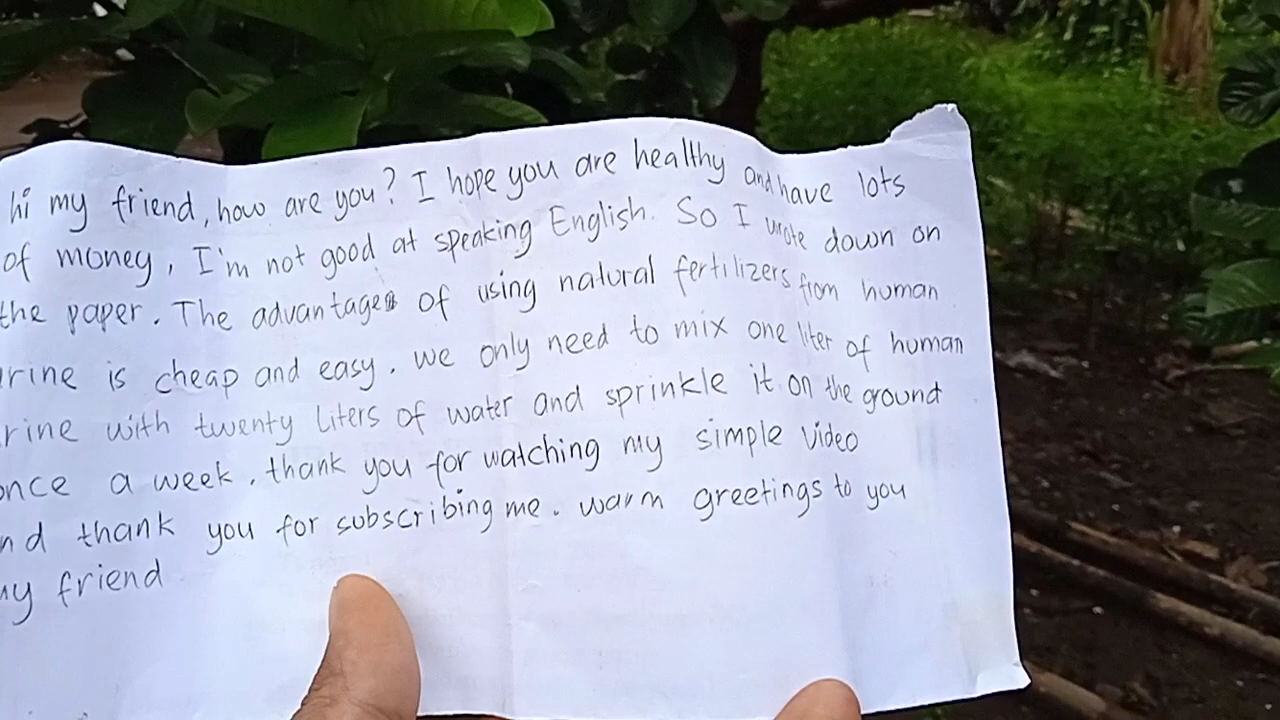 hi my friend, how are you? I hope you are healthy and have lots
of money, I'm not good at speaking English. So I wrote down on
the paper. The advantages of using natural fertilizers from human
urine is cheap and easy. we only need to mix one liter of human
urine with twenty Liters of water and sprinkle it on the ground
once a week. thank you for watching my simple video
and thank you for subscribing me. warm greetings to you
my friend